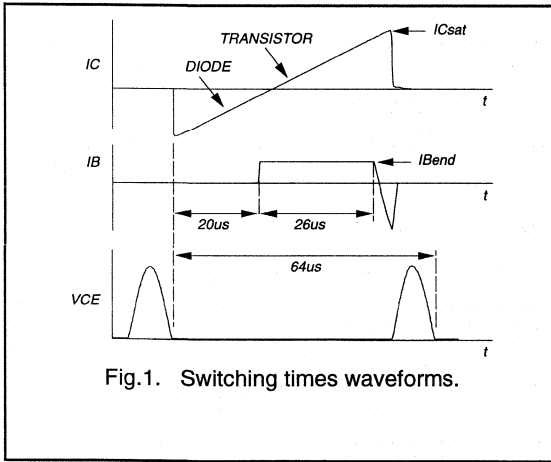 ICsat
TRANSISTOR
IC
DIODE
t
IB
IBend
t
20us
26us
64us
VCE
t
Fig.1. Switching times waveforms.